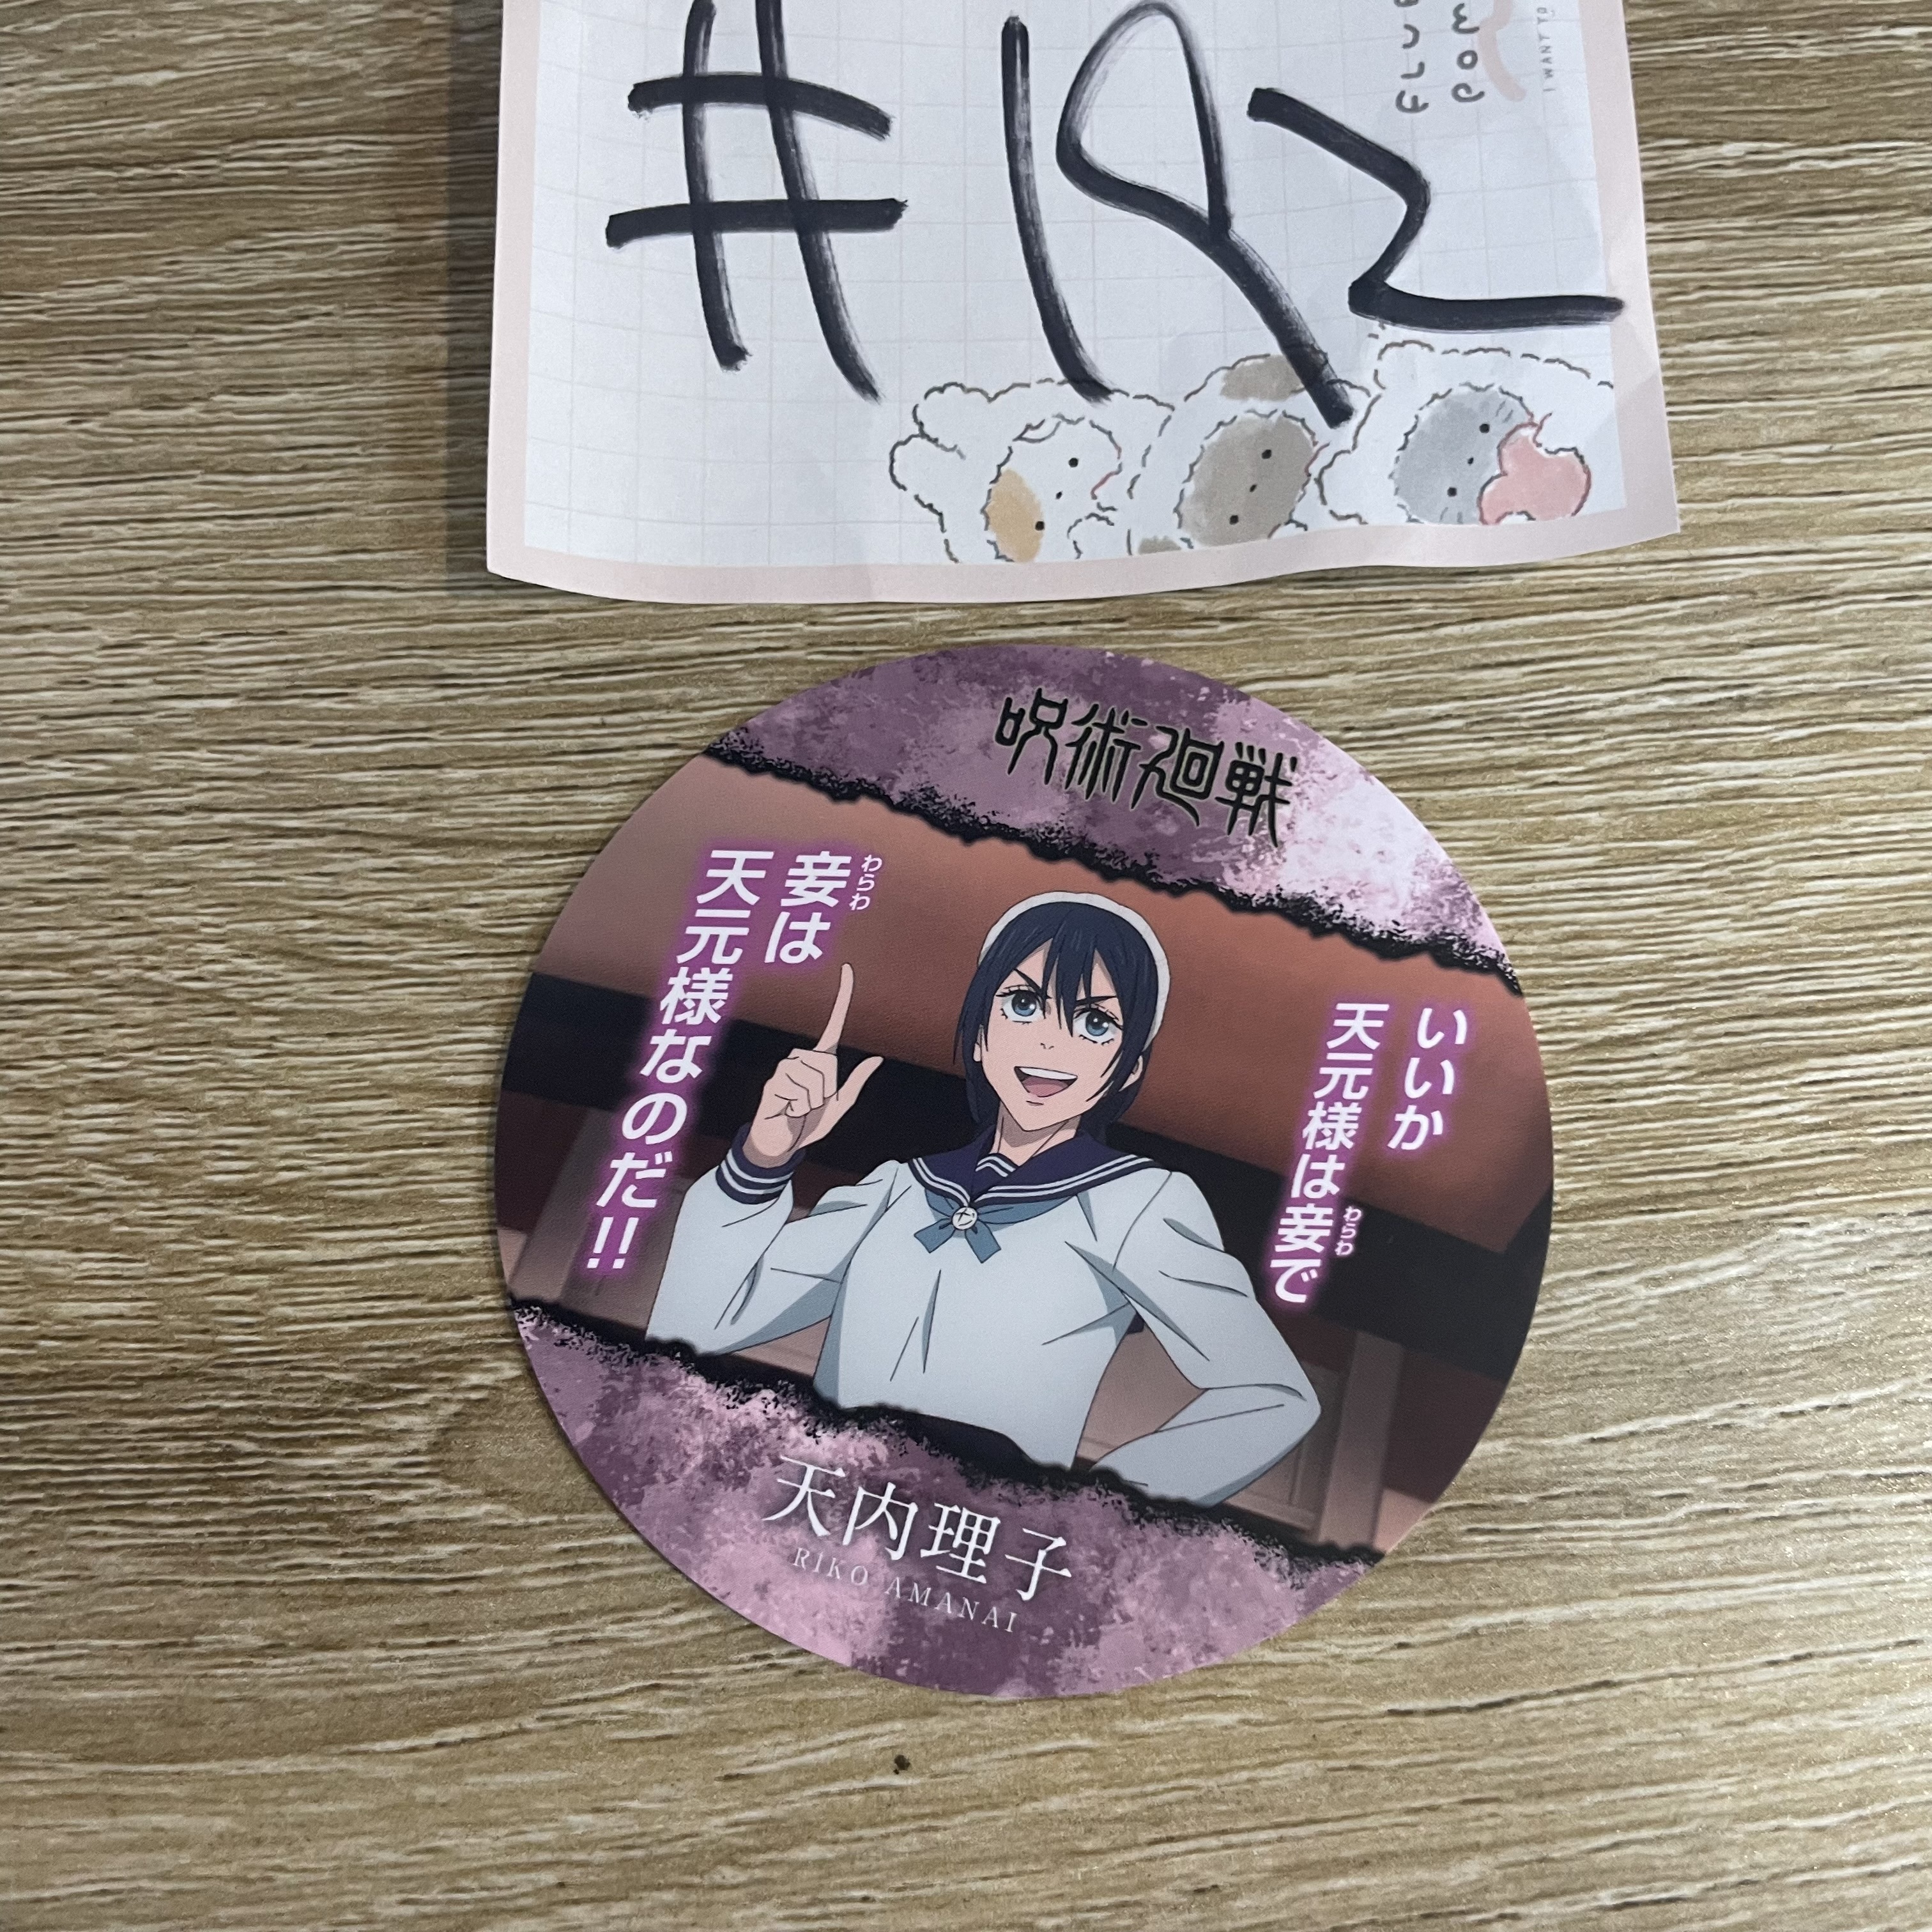 #192
I WANT
呪術廻戦
いいか
天元様は妾で
わらわ
妾は
わらわ
天元様なのだ!!
天内理子
RIKO AMANAI